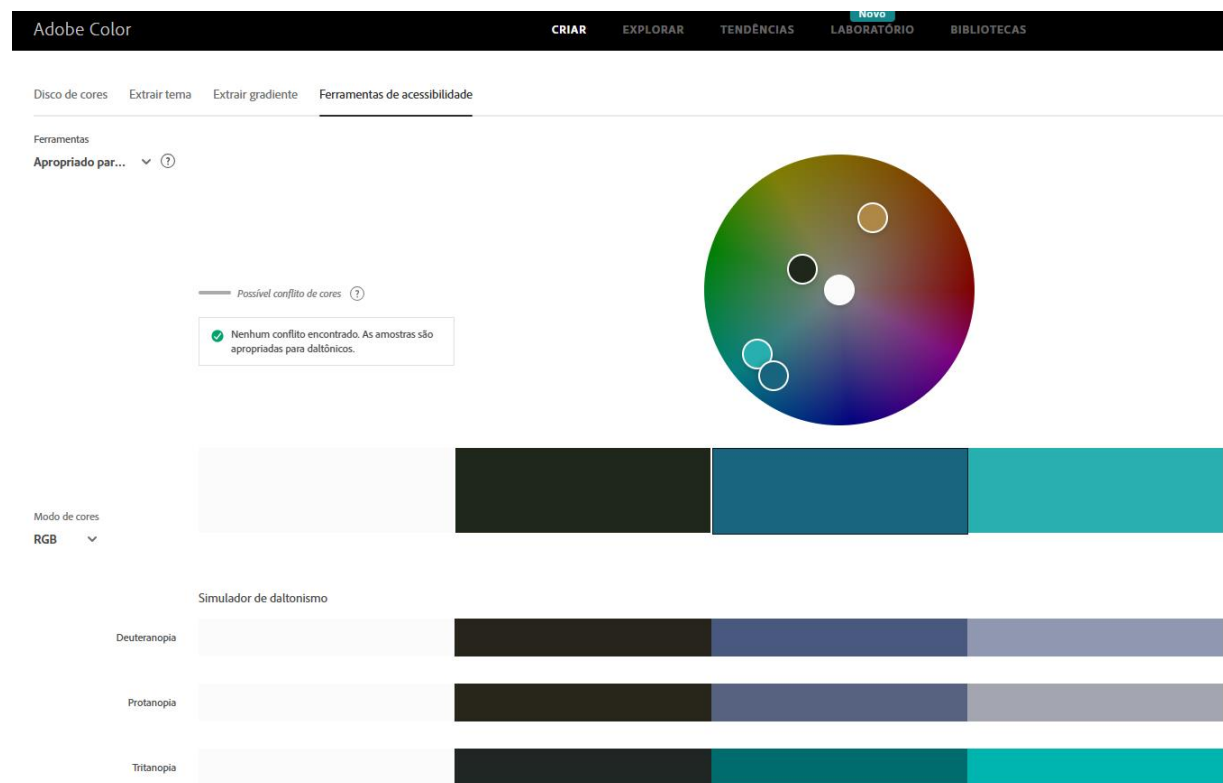 Novo
Adobe Color CRIAR EXPLORAR TENDÊNCIAS LABORATÓRIO BIBLIOTECAS
Disco de cores Extrair tema Extrair gradiente Ferramentas de acessibilidade
Ferramentas
Apropriado par... ?
Possível conflito de cores ?
Nenhum conflito encontrado. As amostras são
apropriadas para daltônicos.
Modo de cores
RGB
Simulador de daltonismo
Deuteranopia
Protanopia
Tritanopia